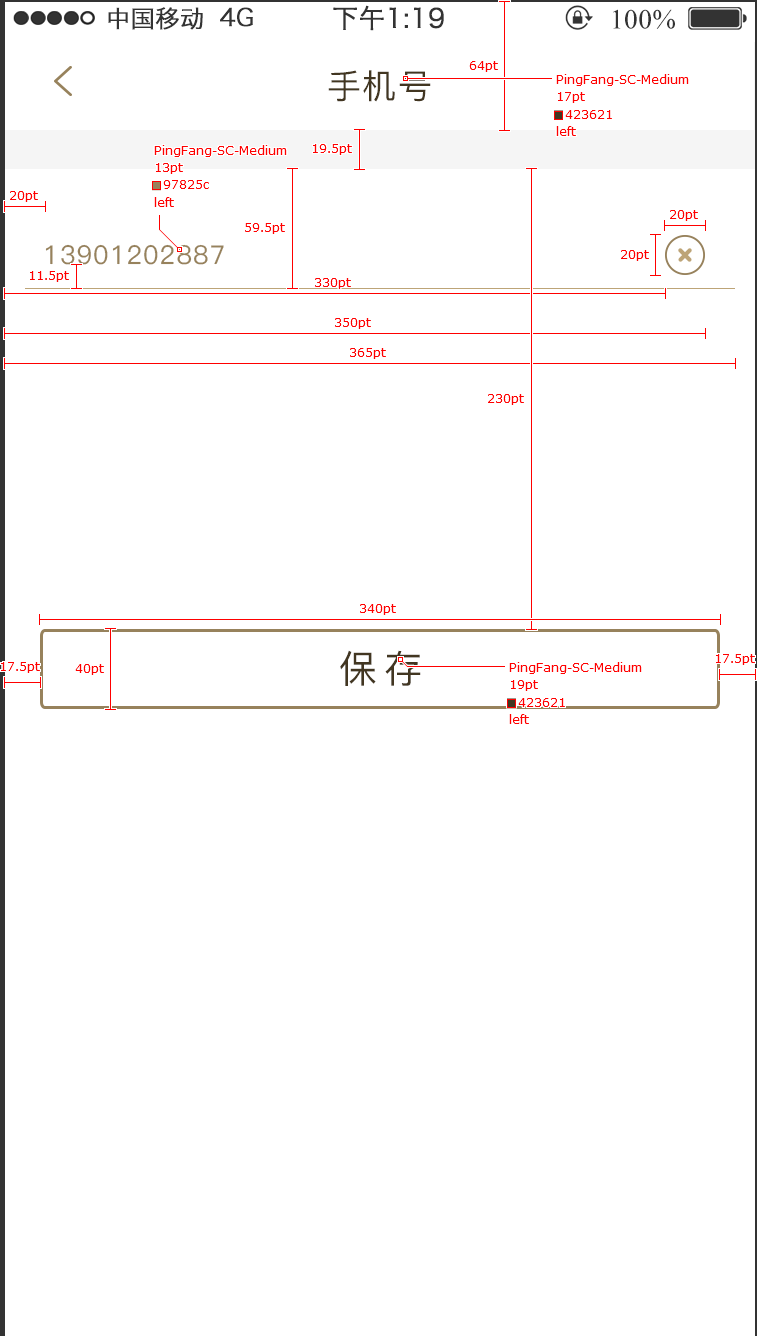 中国移动 4G 下午1:19 100%
64pt
手机号
PingFang-SC-Medium
17pt
423621
left
19.5pt
PingFang-SC-Medium
13pt
97825c
left
20pt
59.5pt
20pt
20pt
13901202887
11.5pt
330pt
350pt
365pt
230pt
340pt
17.5pt
40pt
保存
17.5pt
PingFang-SC-Medium
19pt
423621
left